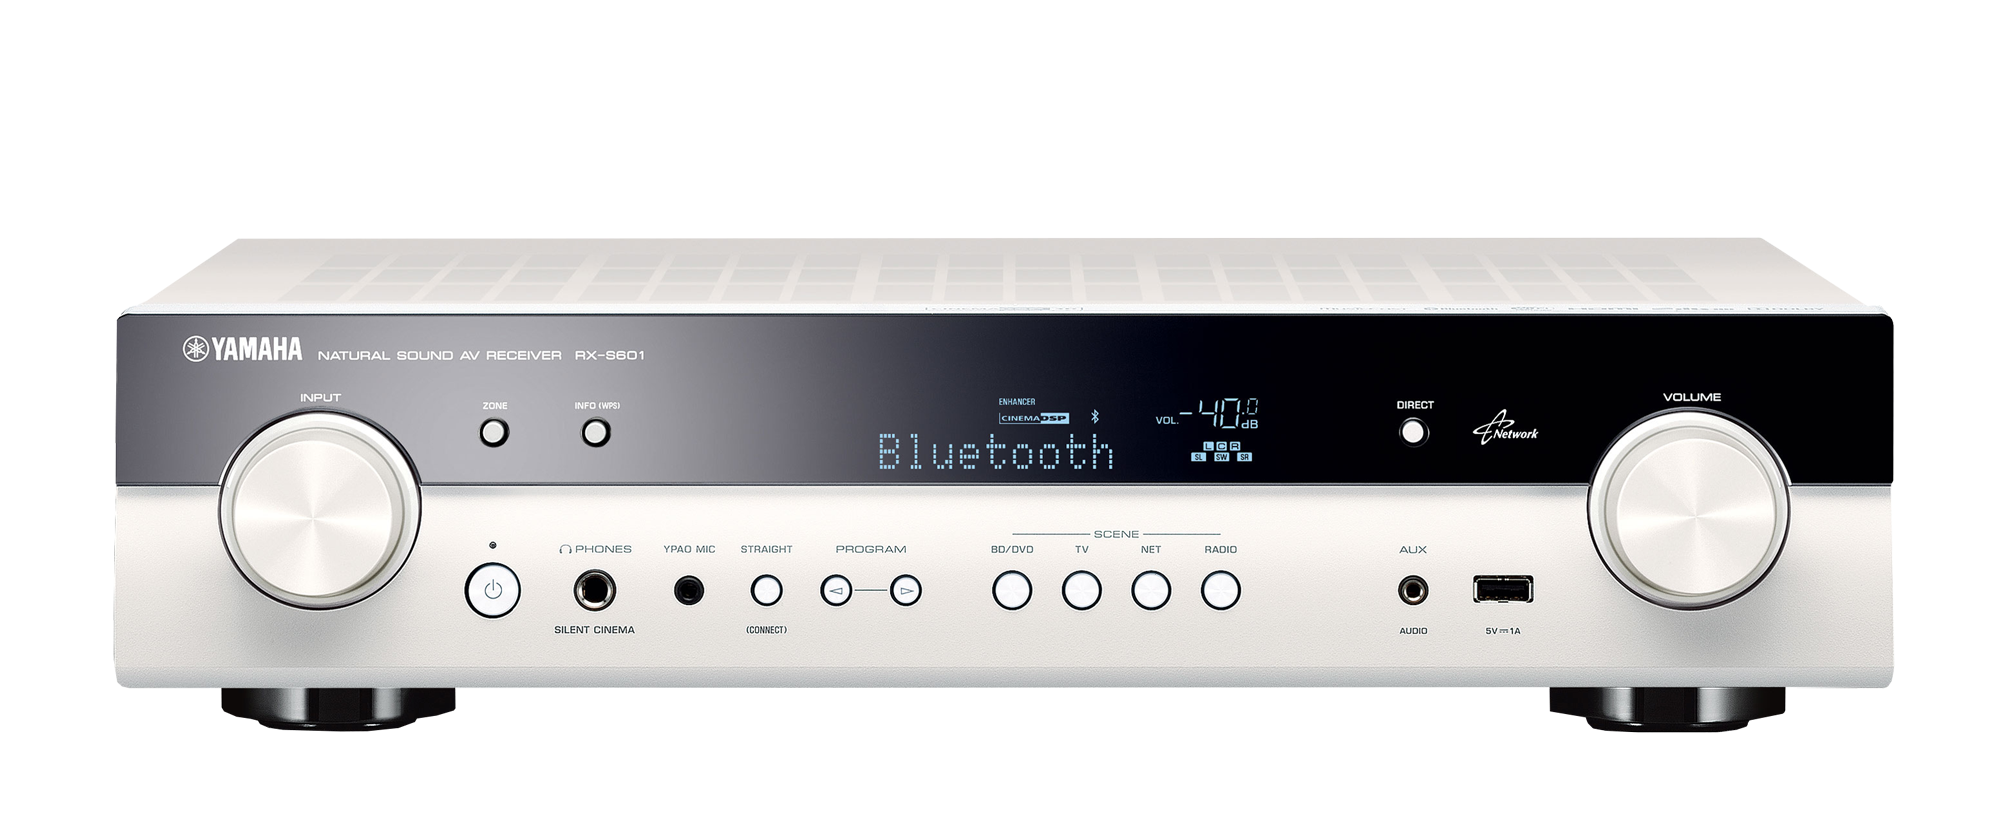 YAMAHA NATURAL SOUND AV RECEIVER RX-S601
INPUT
ZONE
INFO (WPS)
ENHANCER
CINEMA DSP
VOL. -40.0 dB
Bluetooth
L C R
SL SW SR
DIRECT
Network
VOLUME
PHONES
SILENT CINEMA
YPAO MIC
STRAIGHT
(CONNECT)
PROGRAM
SCENE
BD/DVD TV NET RADIO
AUX
AUDIO
5V⎓1A